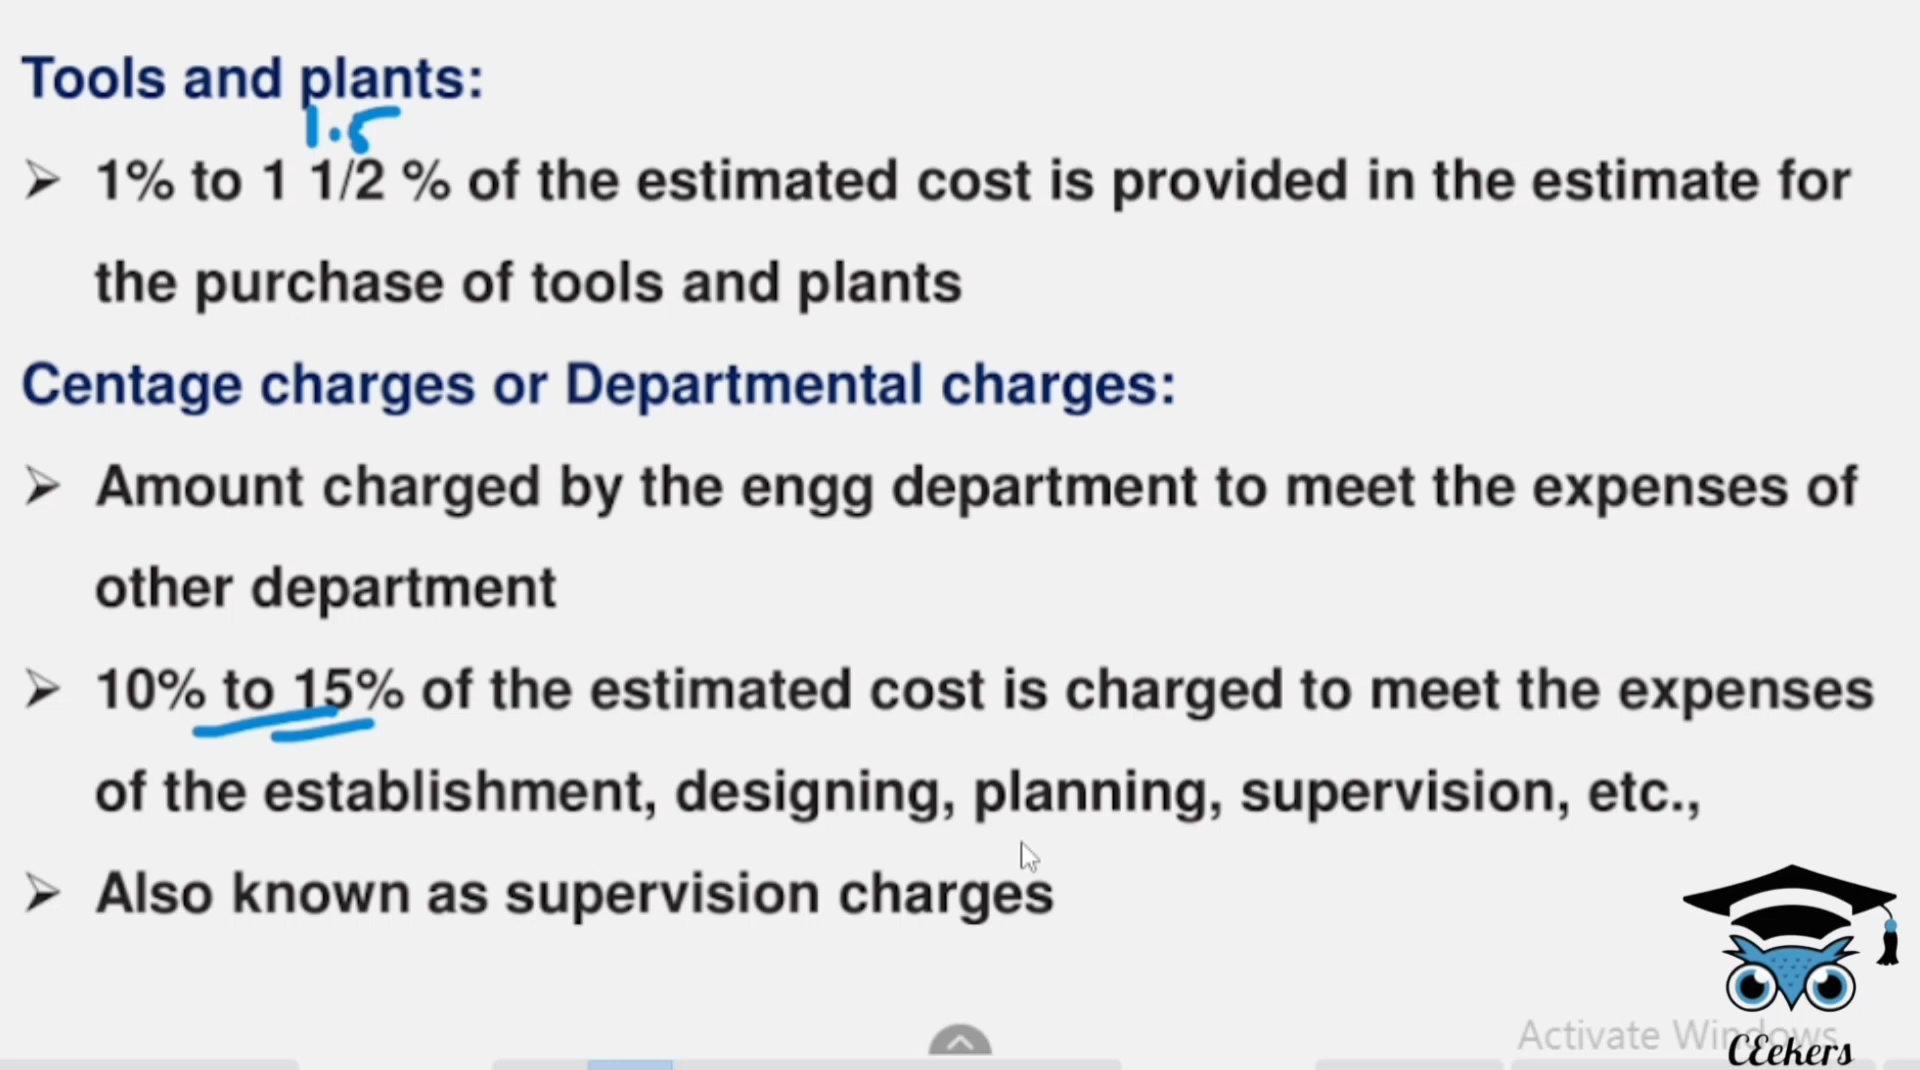 Tools and plants:
1.5
➢ 1% to 1 1/2 % of the estimated cost is provided in the estimate for
the purchase of tools and plants
Centage charges or Departmental charges:
➢ Amount charged by the engg department to meet the expenses of
other department
➢ 10% to 15% of the estimated cost is charged to meet the expenses
of the establishment, designing, planning, supervision, etc.,
➢ Also known as supervision charges
Activate Windows
CEekers